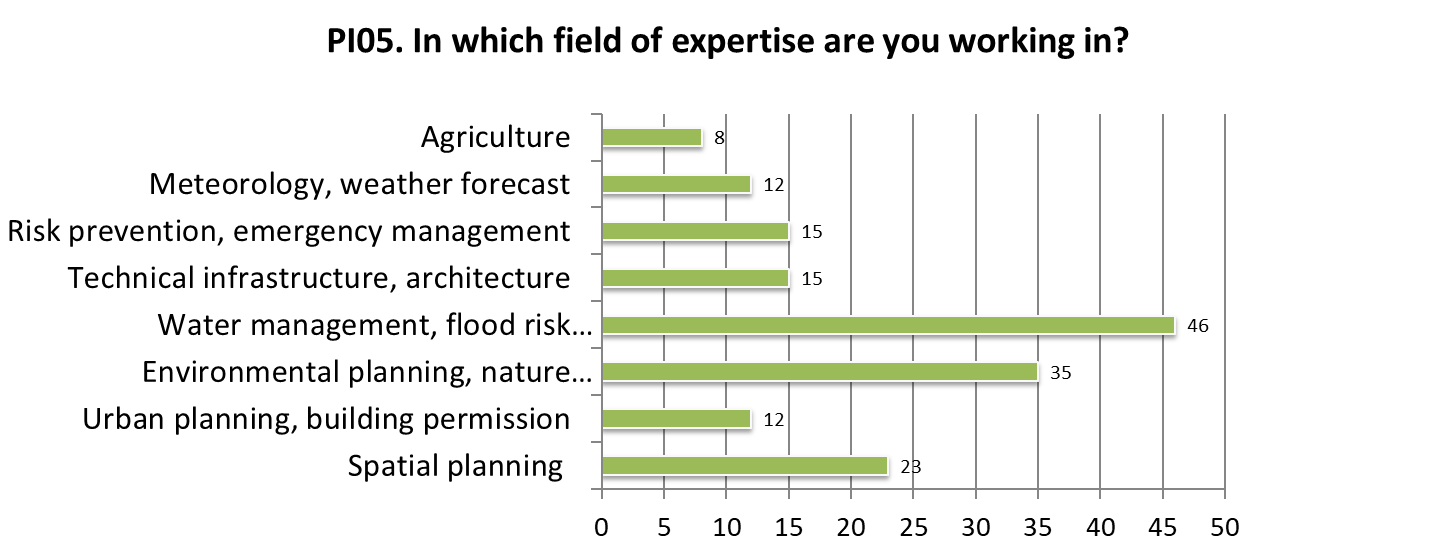 PI05. In which field of expertise are you working in?
Agriculture 8
Meteorology, weather forecast 12
Risk prevention, emergency management 15
Technical infrastructure, architecture 15
Water management, flood risk... 46
Environmental planning, nature... 35
Urban planning, building permission 12
Spatial planning 23
0 5 10 15 20 25 30 35 40 45 50